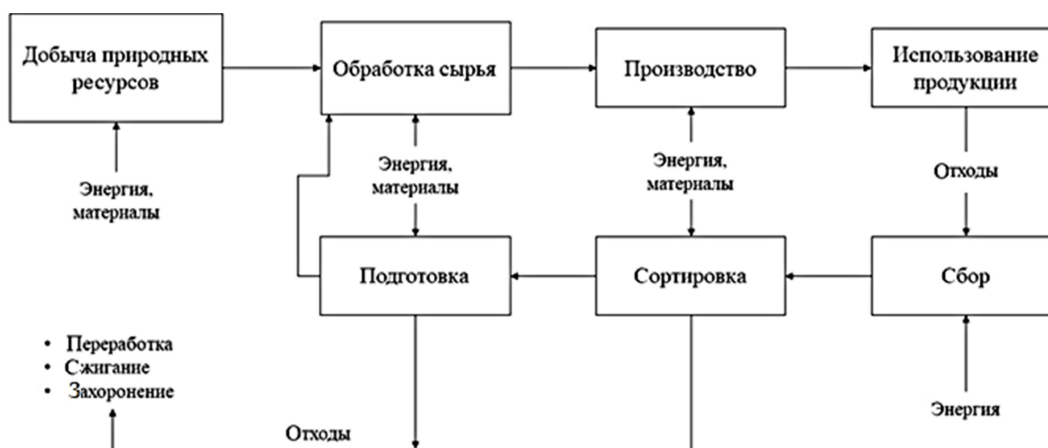 Добыча природных
ресурсов
Обработка сырья
Производство
Использование
продукции
Энергия,
материалы
Энергия,
материалы
Энергия,
материалы
Отходы
Подготовка
Сортировка
Сбор
• Переработка
• Сжигание
• Захоронение
Энергия
Отходы